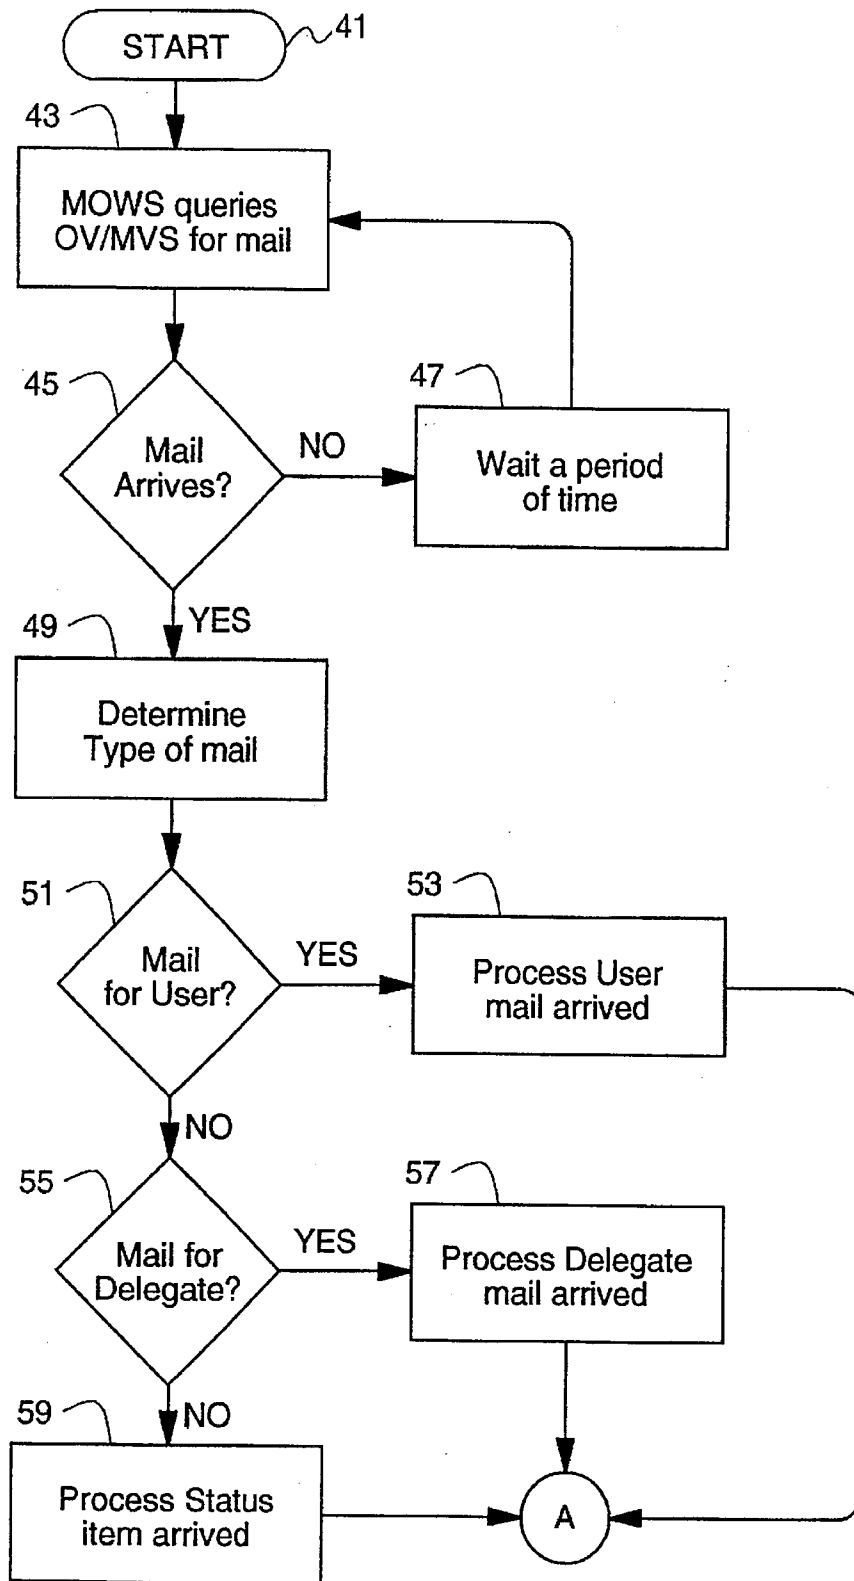 START
41
43
MOWS queries
OV/MVS for mail
45
47
Mail
Arrives?
NO
Wait a period
of time
YES
49
Determine
Type of mail
51
53
Mail
for User?
YES
Process User
mail arrived
NO
55
57
Mail for
Delegate?
YES
Process Delegate
mail arrived
59
NO
Process Status
item arrived
A